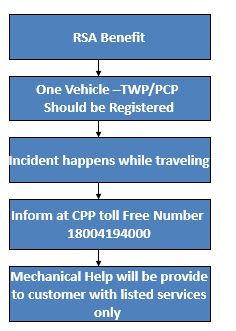 RSA Benefit
One Vehicle –TWP/PCP
Should be Registered
Incident happens while traveling
Inform at CPP toll Free Number
18004194000
Mechanical Help will be provide
to customer with listed services
only